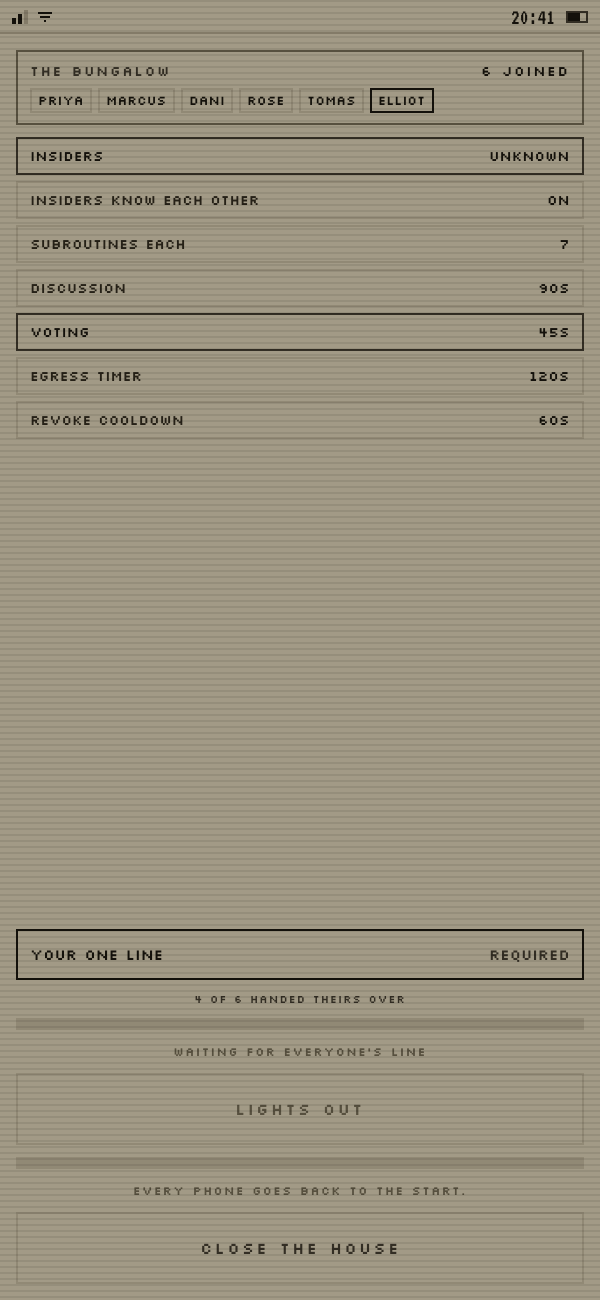 20:41
THE BUNGALOW 6 JOINED
PRIYA MARCUS DANI ROSE TOMAS ELLIOT
INSIDERS UNKNOWN
INSIDERS KNOW EACH OTHER ON
SUBROUTINES EACH 7
DISCUSSION 90S
VOTING 45S
EGRESS TIMER 120S
REVOKE COOLDOWN 60S
YOUR ONE LINE REQUIRED
4 OF 6 HANDED THEIRS OVER
WAITING FOR EVERYONE'S LINE
LIGHTS OUT
EVERY PHONE GOES BACK TO THE START.
CLOSE THE HOUSE